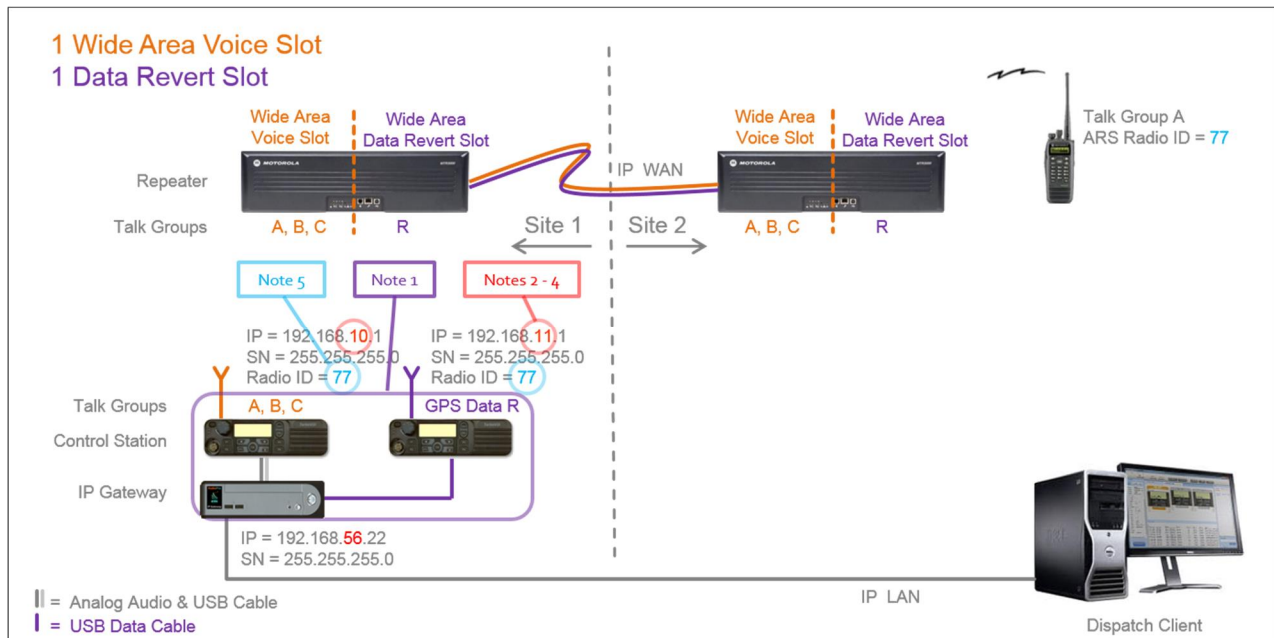 1 Wide Area Voice Slot
1 Data Revert Slot
Wide Area
Voice Slot
Wide Area
Data Revert Slot
Wide Area
Voice Slot
Wide Area
Data Revert Slot
Talk Group A
ARS Radio ID = 77
Repeater
MOTOROLA
IP WAN
MOTOROLA
Talk Groups
A, B, C
R
Site 1
Site 2
A, B, C
R
Note 5
Note 1
Notes 2 - 4
IP = 192.168.10.1
SN = 255.255.255.0
Radio ID = 77
IP = 192.168.11.1
SN = 255.255.255.0
Radio ID = 77
Talk Groups
A, B, C
GPS Data R
Control Station
IP Gateway
IP = 192.168.56.22
SN = 255.255.255.0
= Analog Audio & USB Cable
= USB Data Cable
IP LAN
Dispatch Client